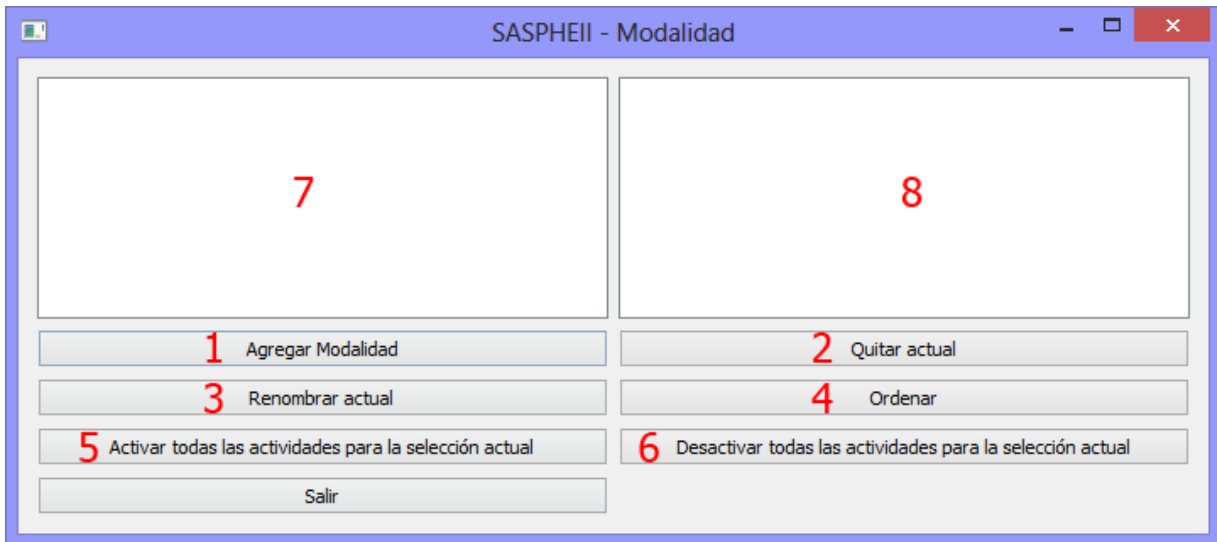 SASPHEII - Modalidad
7 8
1 Agregar Modalidad 2 Quitar actual
3 Renombrar actual 4 Ordenar
5 Activar todas las actividades para la selección actual 6 Desactivar todas las actividades para la selección actual
Salir